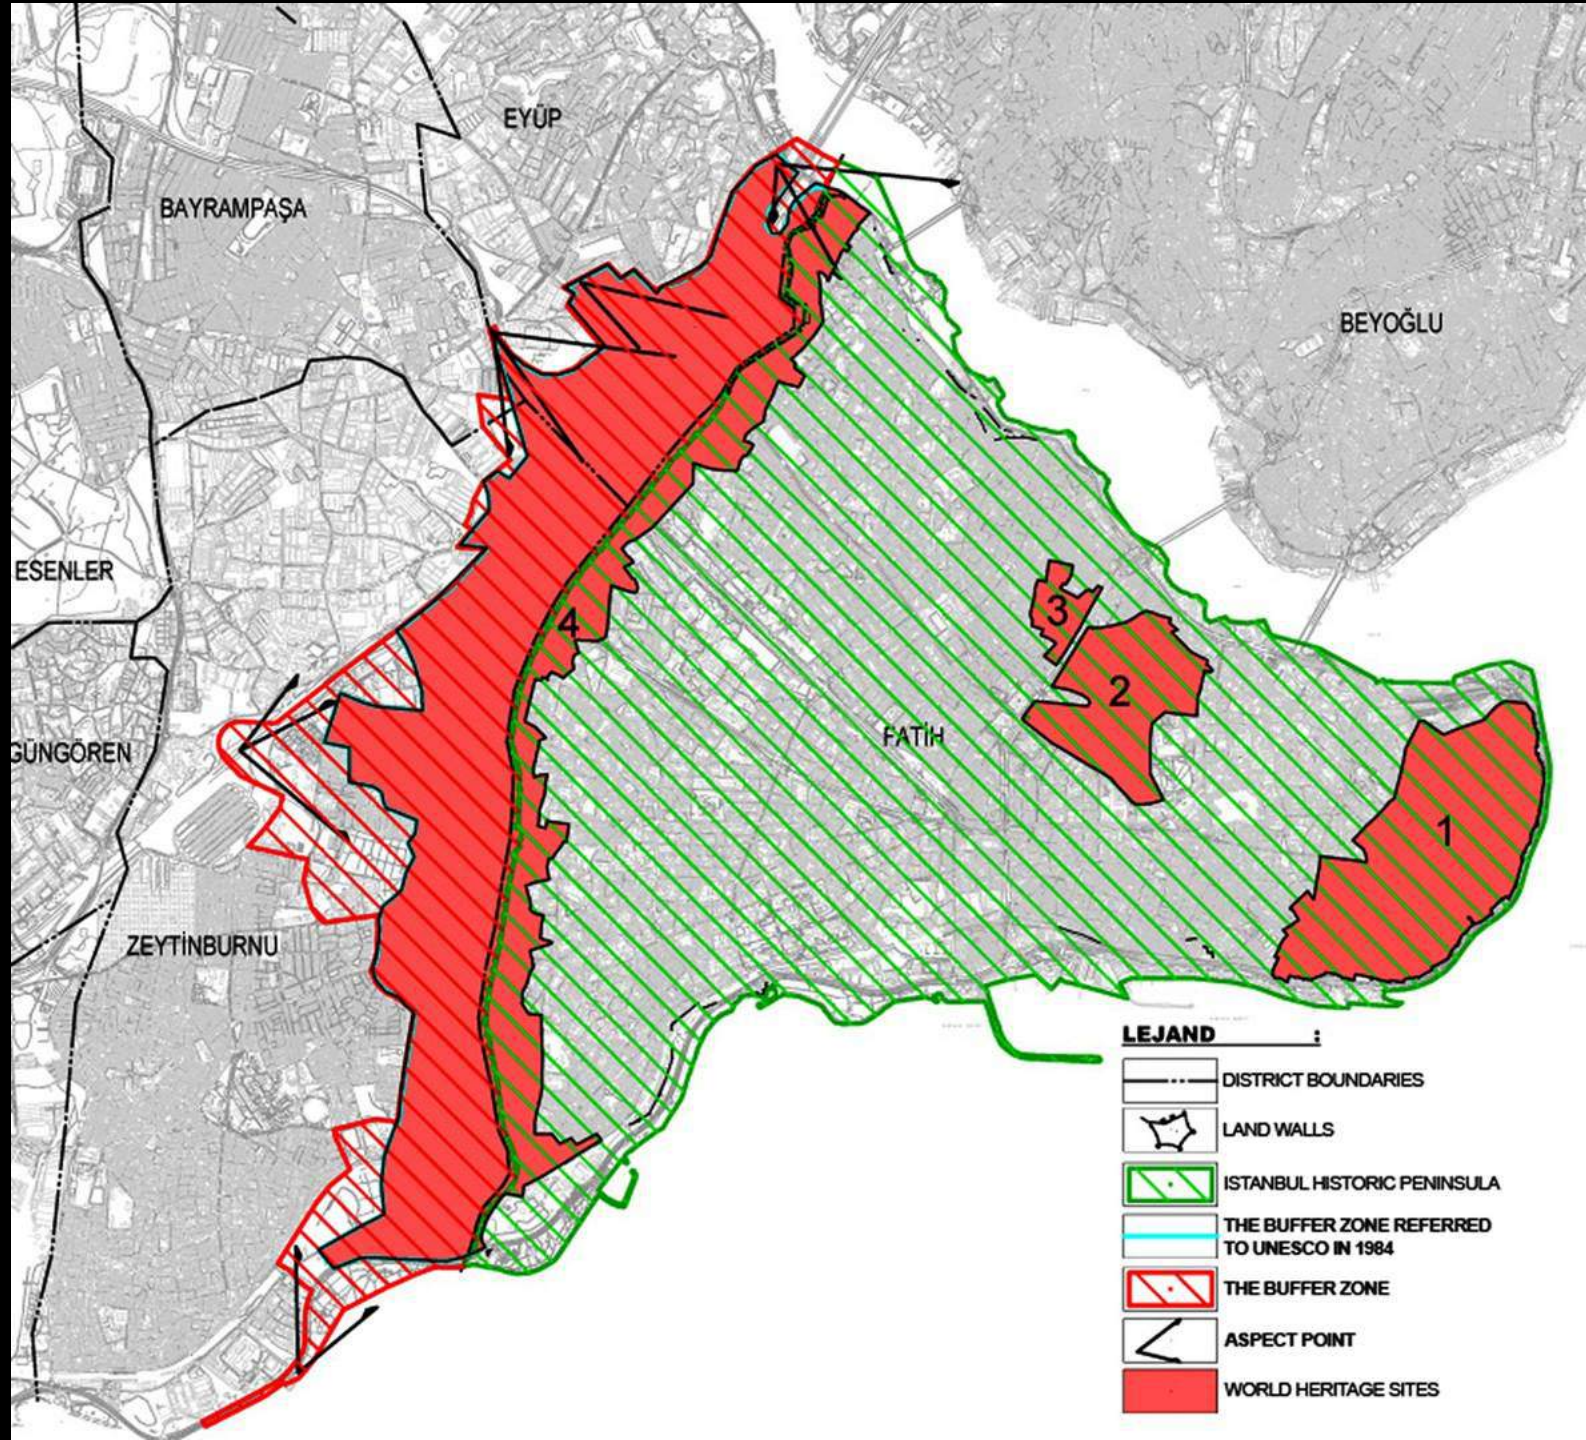 EYÜP
BAYRAMPAŞA
BEYOĞLU
ESENLER
4
3
2
FATİH
GÜNGÖREN
1
ZEYTİNBURNU
LEJAND :
DISTRICT BOUNDARIES
LAND WALLS
ISTANBUL HISTORIC PENINSULA
THE BUFFER ZONE REFERRED
TO UNESCO IN 1984
THE BUFFER ZONE
ASPECT POINT
WORLD HERITAGE SITES